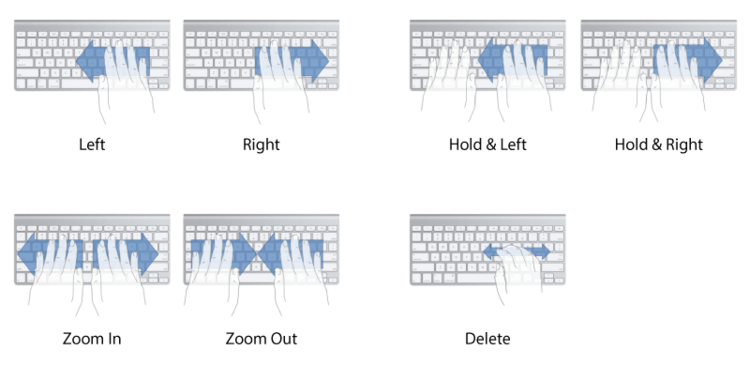 Left
Right
Hold & Left
Hold & Right
Zoom In
Zoom Out
Delete